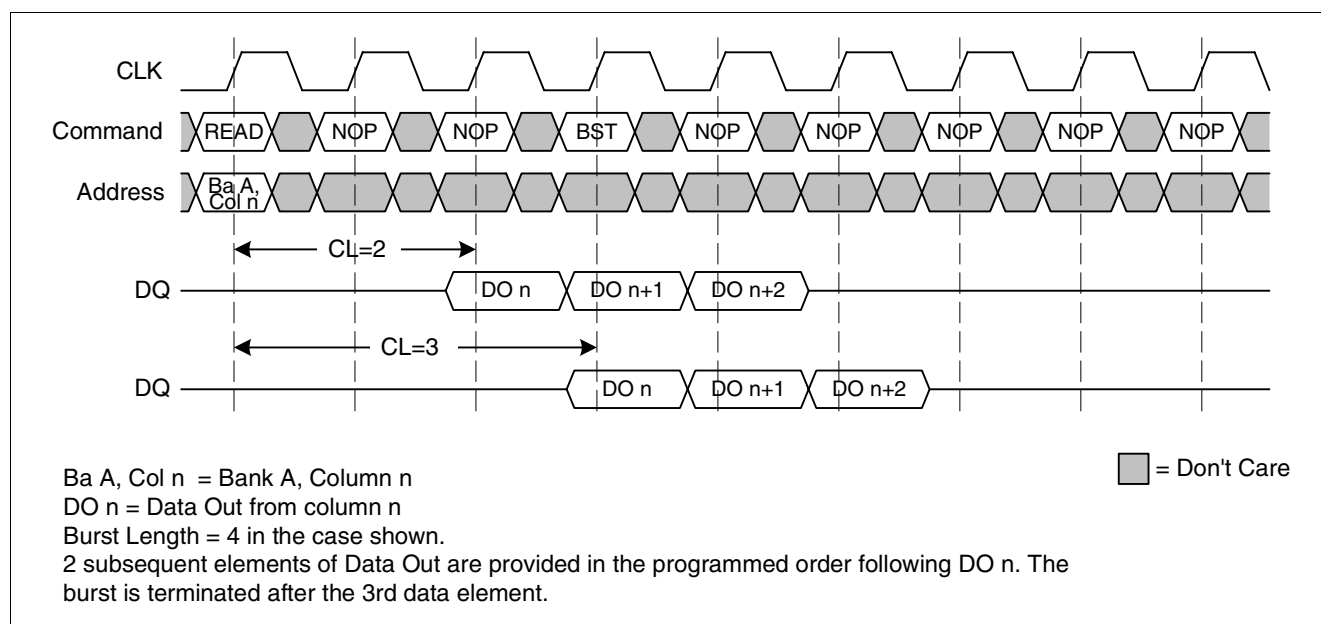 CLK
Command READ NOP NOP BST NOP NOP NOP NOP NOP
Address Ba A,
Col n
CL=2
DQ DO n DO n+1 DO n+2
CL=3
DQ DO n DO n+1 DO n+2
Ba A, Col n = Bank A, Column n
= Don't Care
DO n = Data Out from column n
Burst Length = 4 in the case shown.
2 subsequent elements of Data Out are provided in the programmed order following DO n. The
burst is terminated after the 3rd data element.